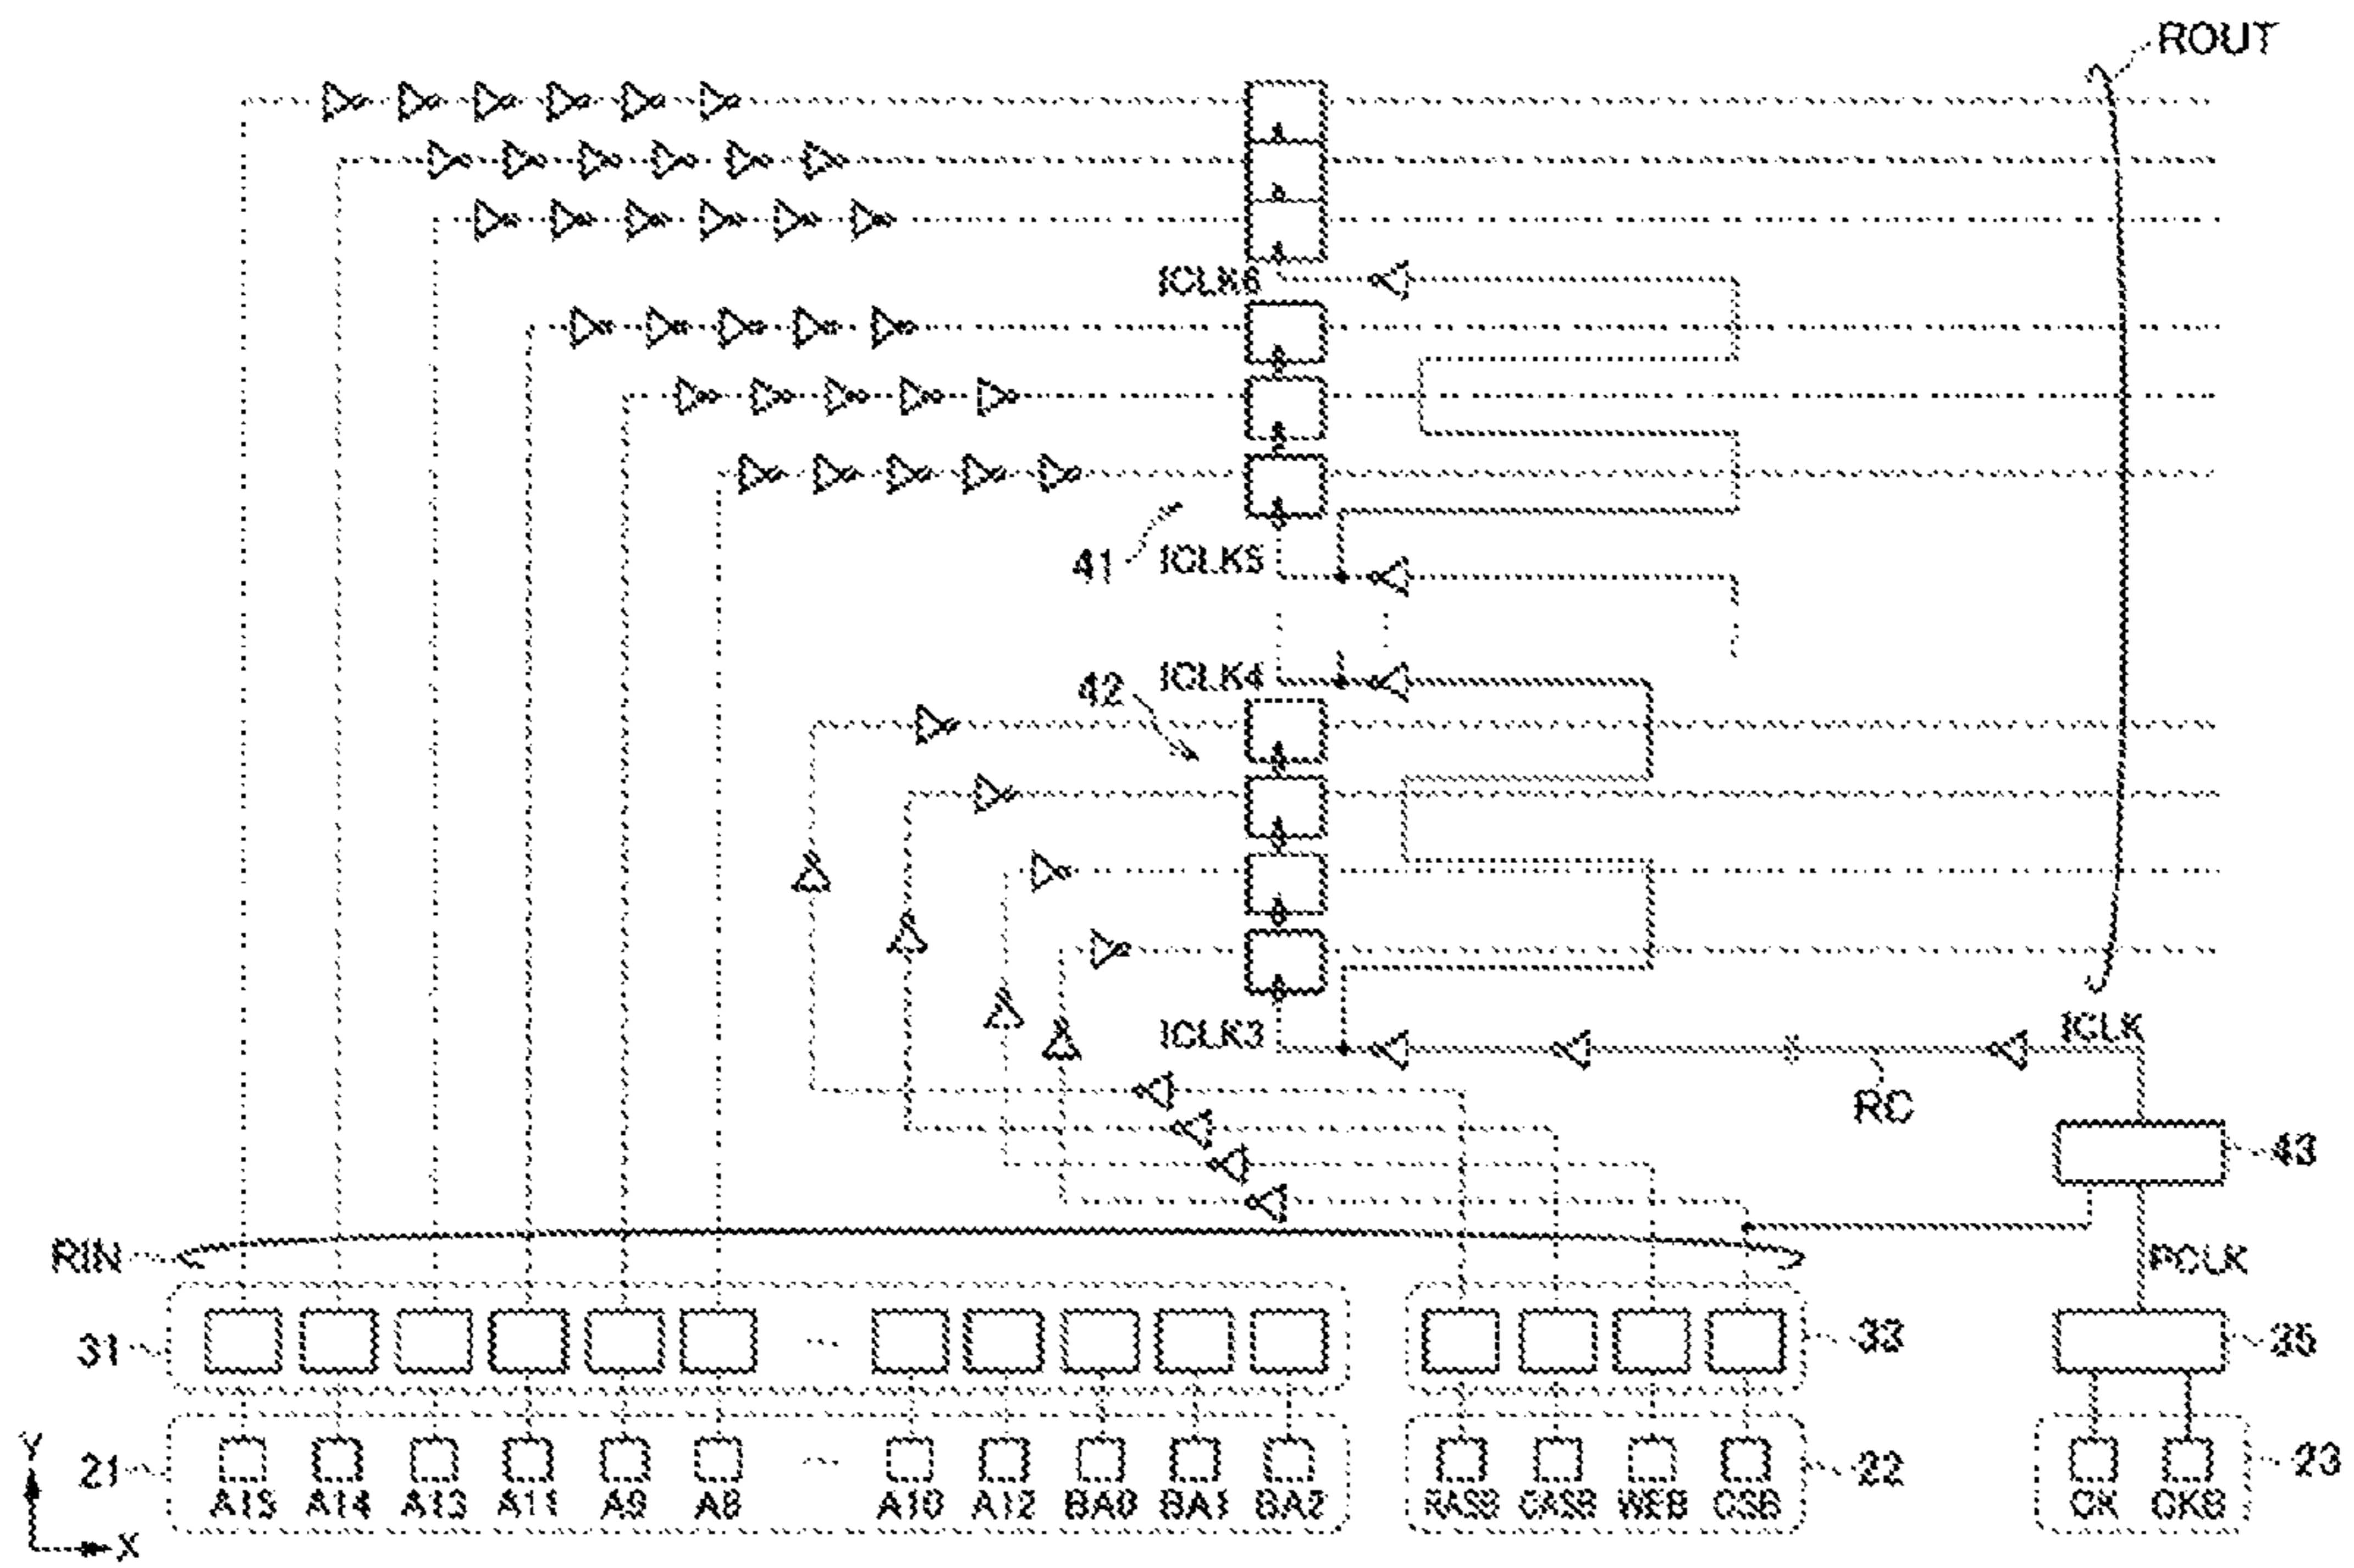 ROUT
ICLK6
41
ICLK5
42
ICLK4
ICLK3
ICLK
RC
43
RIN
PCLK
31
33
35
Y
21
22
23
A15 A14 A13 A11 A9 A8 ... A10 A12 BA0 BA1 BA2 RASB CASB WEB CSB CK CKB
X